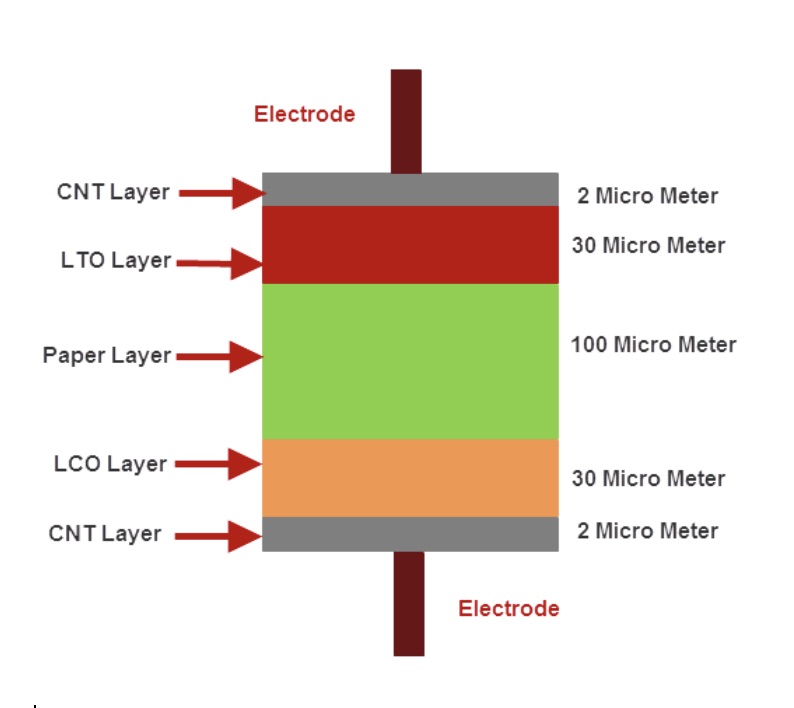 Electrode
CNT Layer
2 Micro Meter
30 Micro Meter
LTO Layer
100 Micro Meter
Paper Layer
LCO Layer
30 Micro Meter
2 Micro Meter
CNT Layer
Electrode